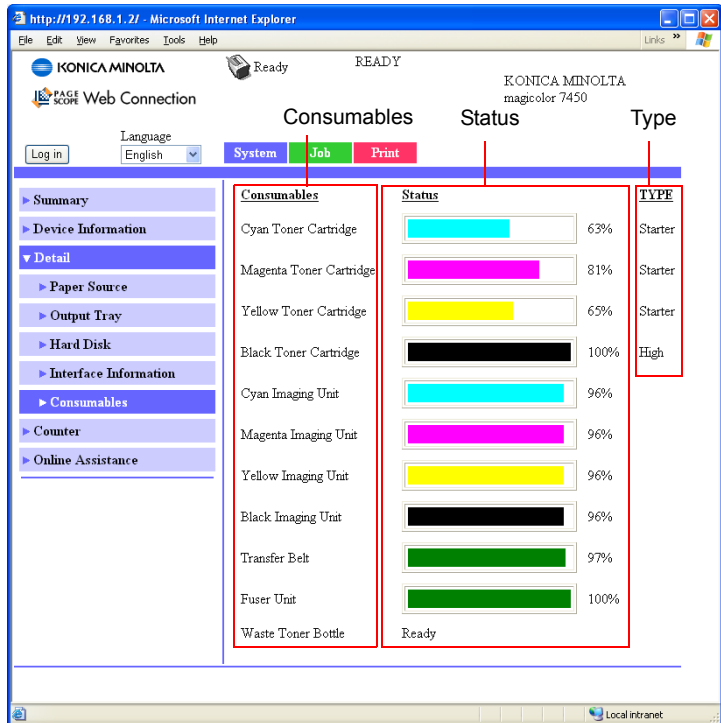 http://192.168.1.2/ - Microsoft Internet Explorer
File Edit View Favorites Tools Help Links »
KONICA MINOLTA
Ready
READY
PAGE SCOPE Web Connection
KONICA MINOLTA
magicolor 7450
Consumables Status Type
Language
Log in English System Job Print
Summary
Device Information
Detail
Paper Source
Output Tray
Hard Disk
Interface Information
Consumables
Counter
Online Assistance
Consumables Status TYPE
Cyan Toner Cartridge 63% Starter
Magenta Toner Cartridge 81% Starter
Yellow Toner Cartridge 65% Starter
Black Toner Cartridge 100% High
Cyan Imaging Unit 96%
Magenta Imaging Unit 96%
Yellow Imaging Unit 96%
Black Imaging Unit 96%
Transfer Belt 97%
Fuser Unit 100%
Waste Toner Bottle Ready
Local intranet